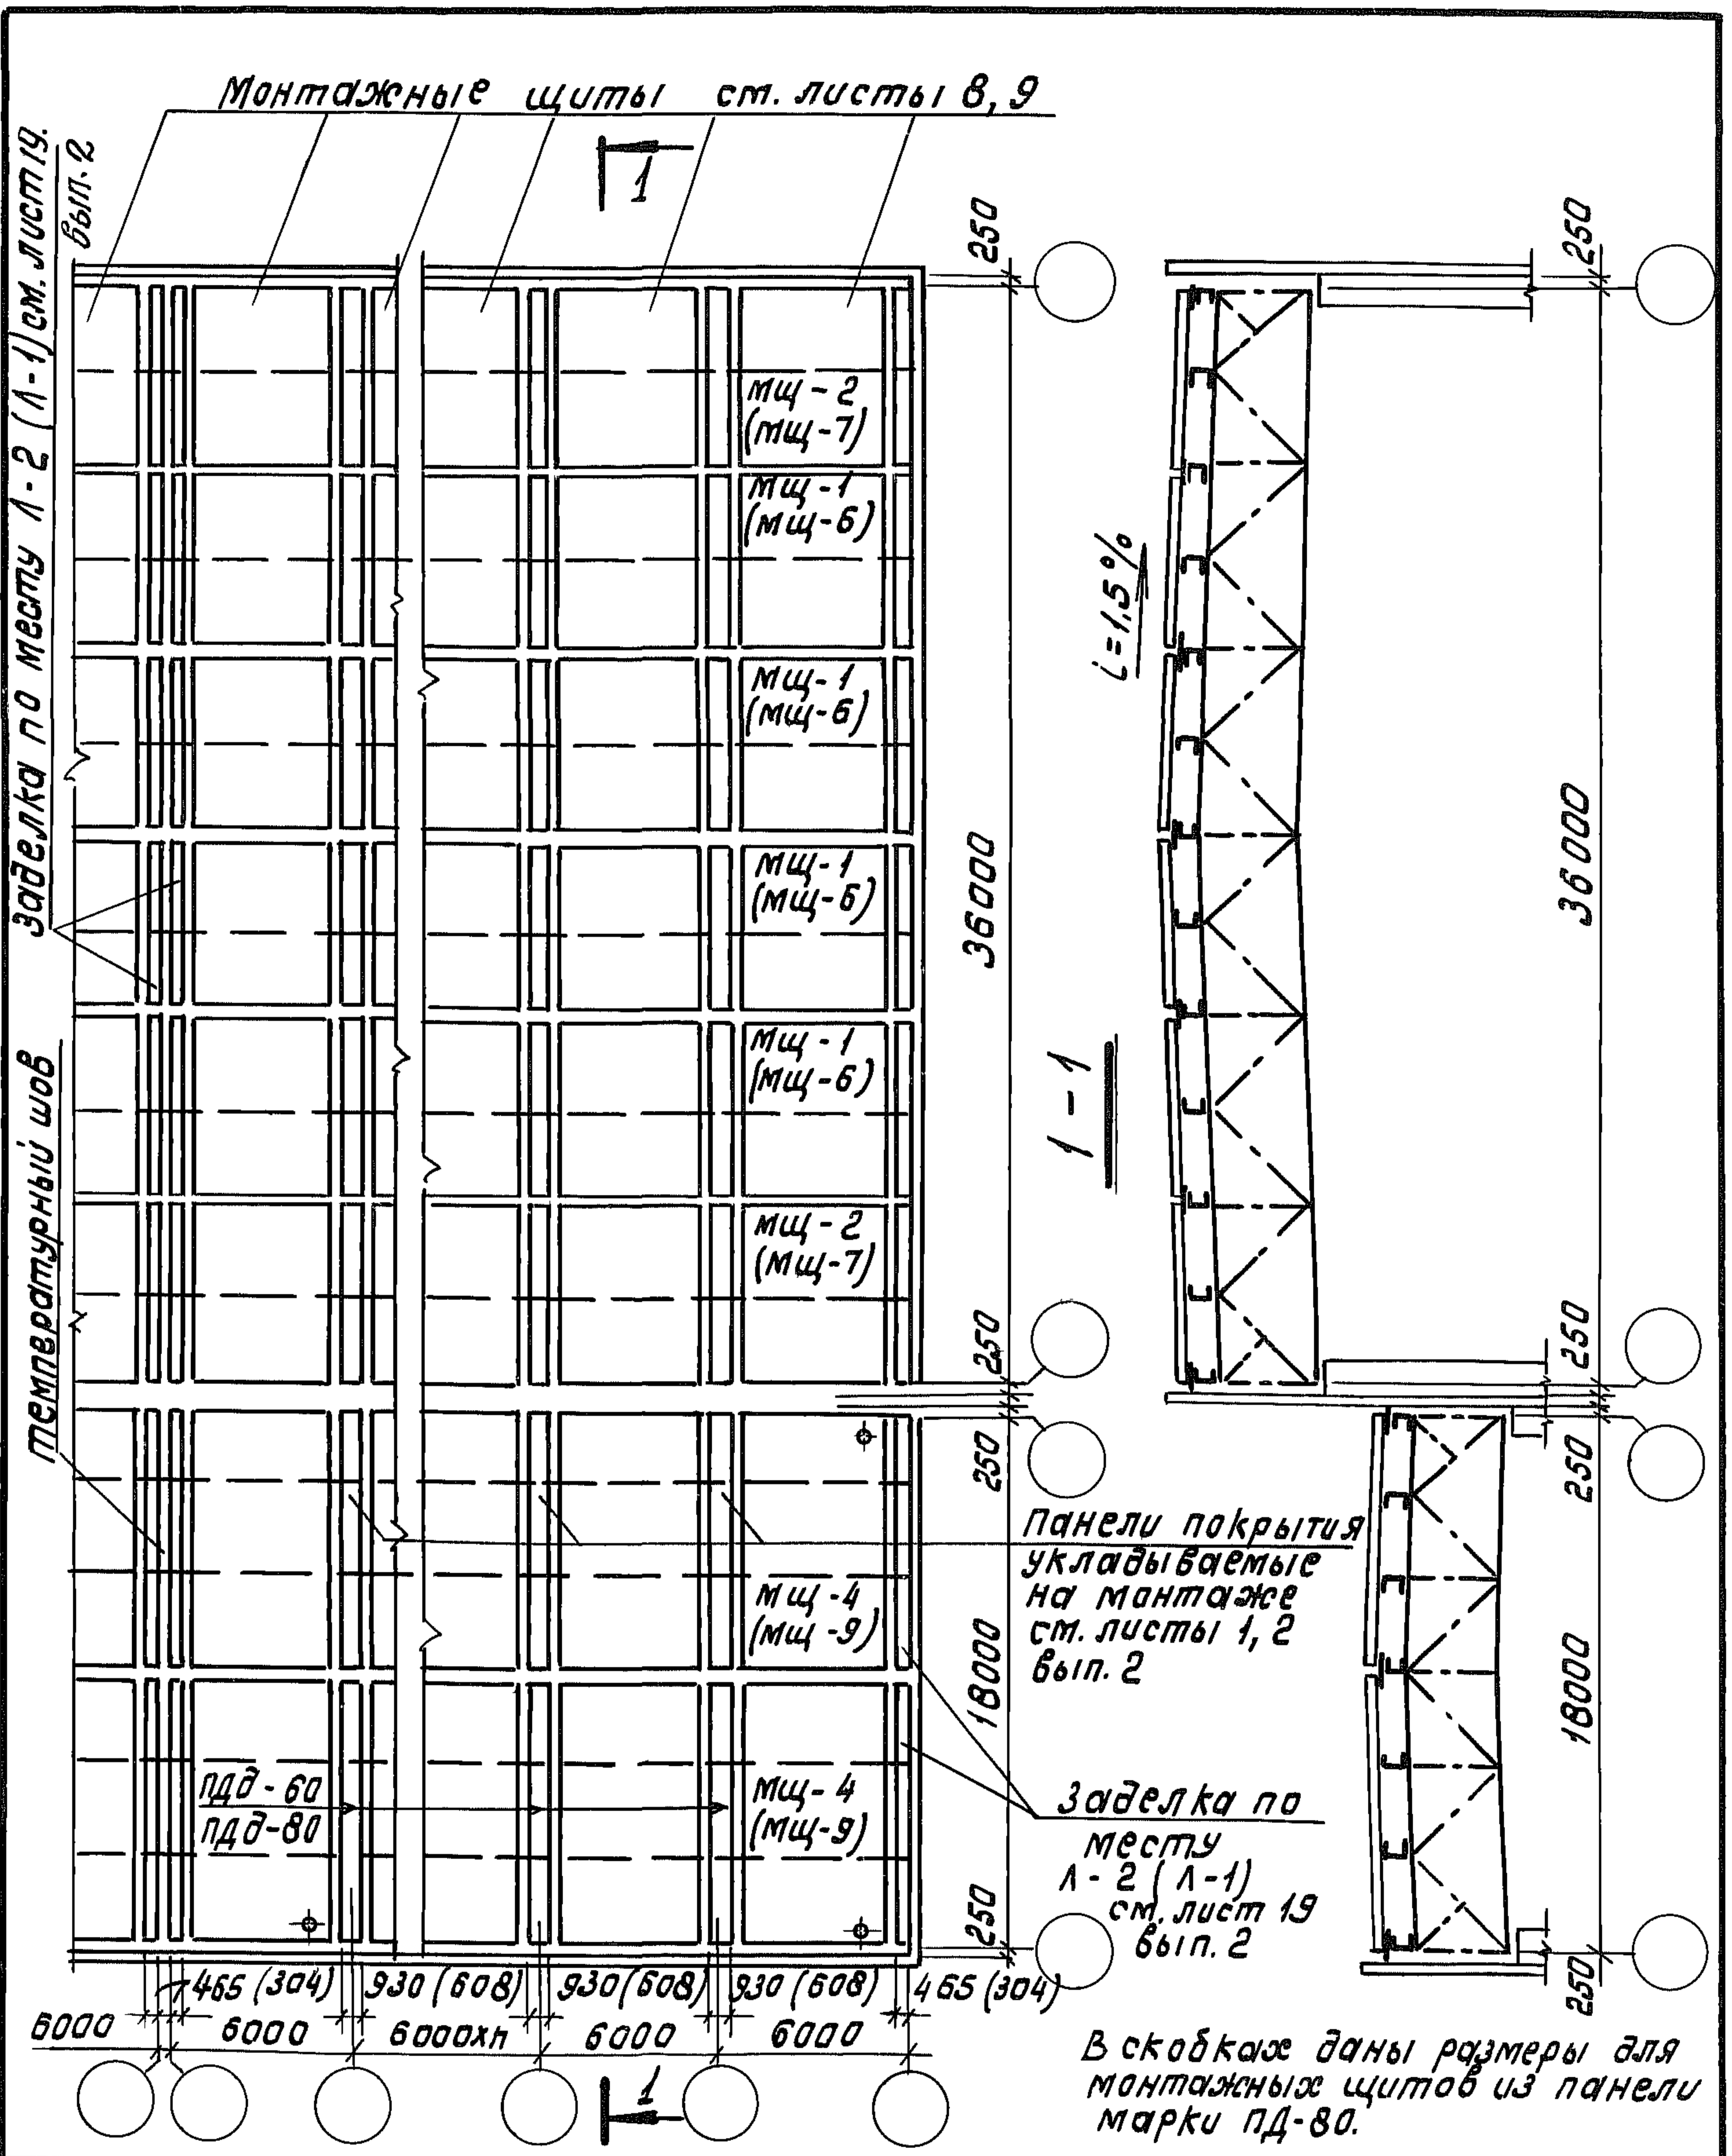 Монтажные щиты см. листы 8, 9
Заделка по месту Л-2 (Л-1) см. лист 19.
вып. 2
температурный шов
1
250
250
МЩ-2
(МЩ-7)
МЩ-1
(МЩ-6)
МЩ-1
(МЩ-6)
МЩ-1
(МЩ-6)
МЩ-1
(МЩ-6)
МЩ-2
(МЩ-7)
36000
i=1,5%
36000
1-1
250
250
250
250
Панели покрытия
укладываемые
на монтаже
см. листы 1, 2
вып. 2
МЩ-4
(МЩ-9)
18000
18000
ПДД-60
ПДД-80
МЩ-4
(МЩ-9)
Заделка по
месту
Л-2 (Л-1)
см. лист 19
вып. 2
250
250
465 (304) 930 (608) 930 (608) 930 (608) 465 (304)
6000 6000 6000хп 6000 6000
1
В скобках даны размеры для
монтажных щитов из панели
марки ПД-80.